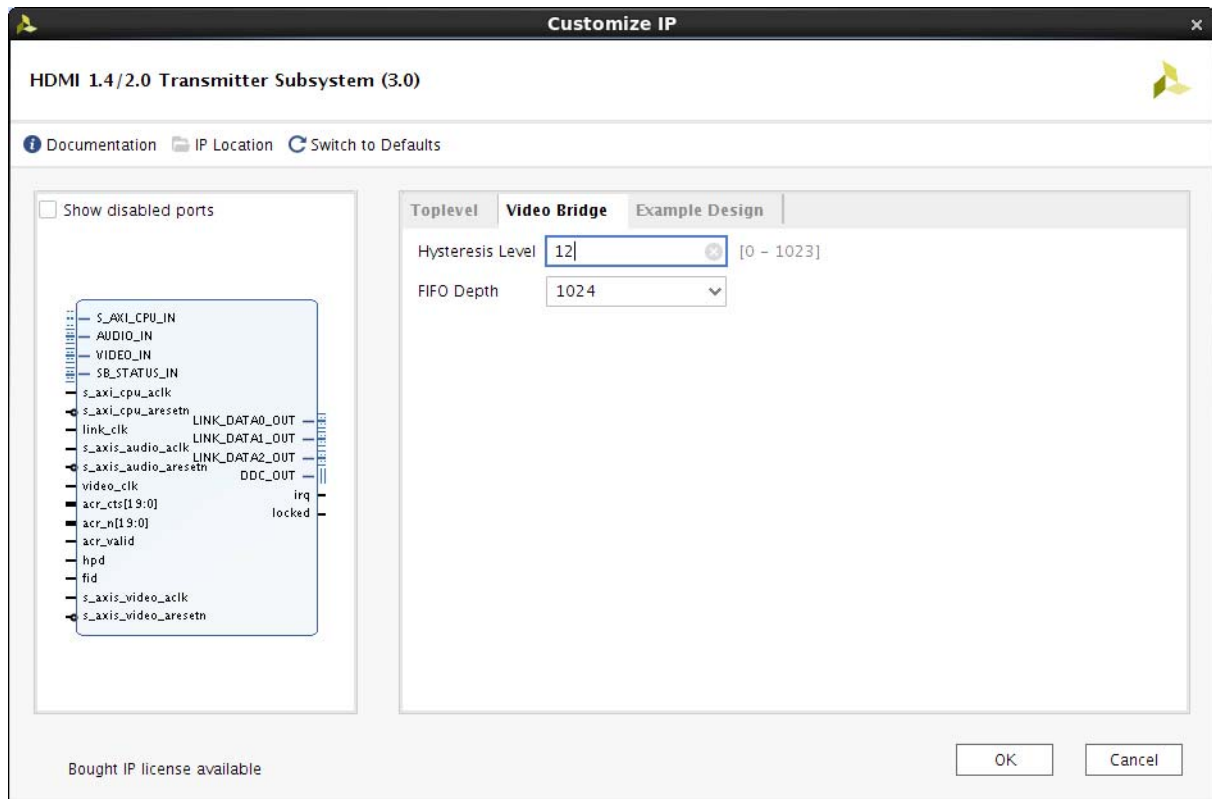 Customize IP
HDMI 1.4/2.0 Transmitter Subsystem (3.0)
Documentation IP Location Switch to Defaults
Show disabled ports
S_AXI_CPU_IN
AUDIO_IN
VIDEO_IN
SB_STATUS_IN
s_axi_cpu_aclk
s_axi_cpu_aresetn
link_clk
s_axis_audio_aclk
s_axis_audio_aresetn
video_clk
acr_cts[19:0]
acr_n[19:0]
acr_valid
hpd
fid
s_axis_video_aclk
s_axis_video_aresetn
LINK_DATA0_OUT
LINK_DATA1_OUT
LINK_DATA2_OUT
DDC_OUT
irq
locked
Toplevel Video Bridge Example Design
Hysteresis Level 12 [0 - 1023]
FIFO Depth 1024
Bought IP license available
OK Cancel